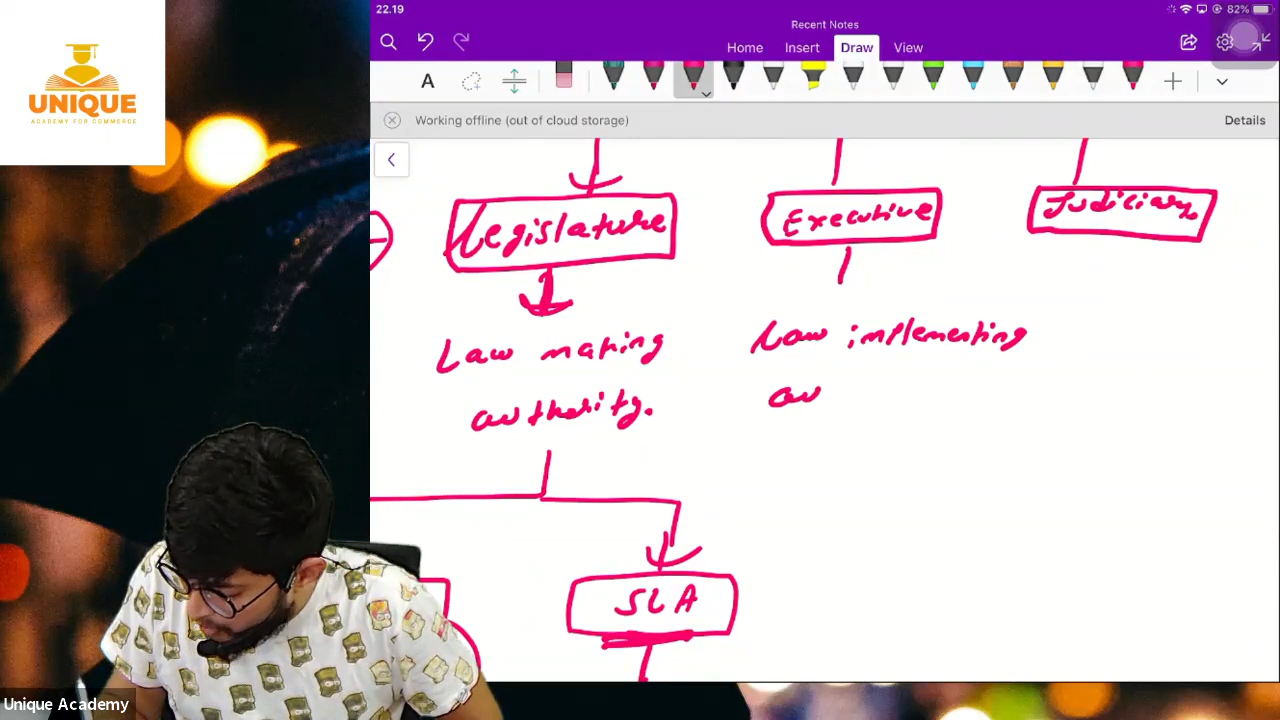 22.19
82%
Recent Notes
Home Insert Draw View
A
Working offline (out of cloud storage)
Details
UNIQUE
ACADEMY FOR COMMERCE
Legislature
Executive
Judiciary
Law making
authority.
Law implementing
au
SLA
Unique Academy